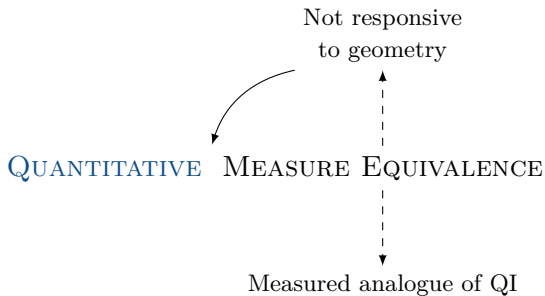 Not responsive
to geometry
QUANTITATIVE MEASURE EQUIVALENCE
Measured analogue of QI